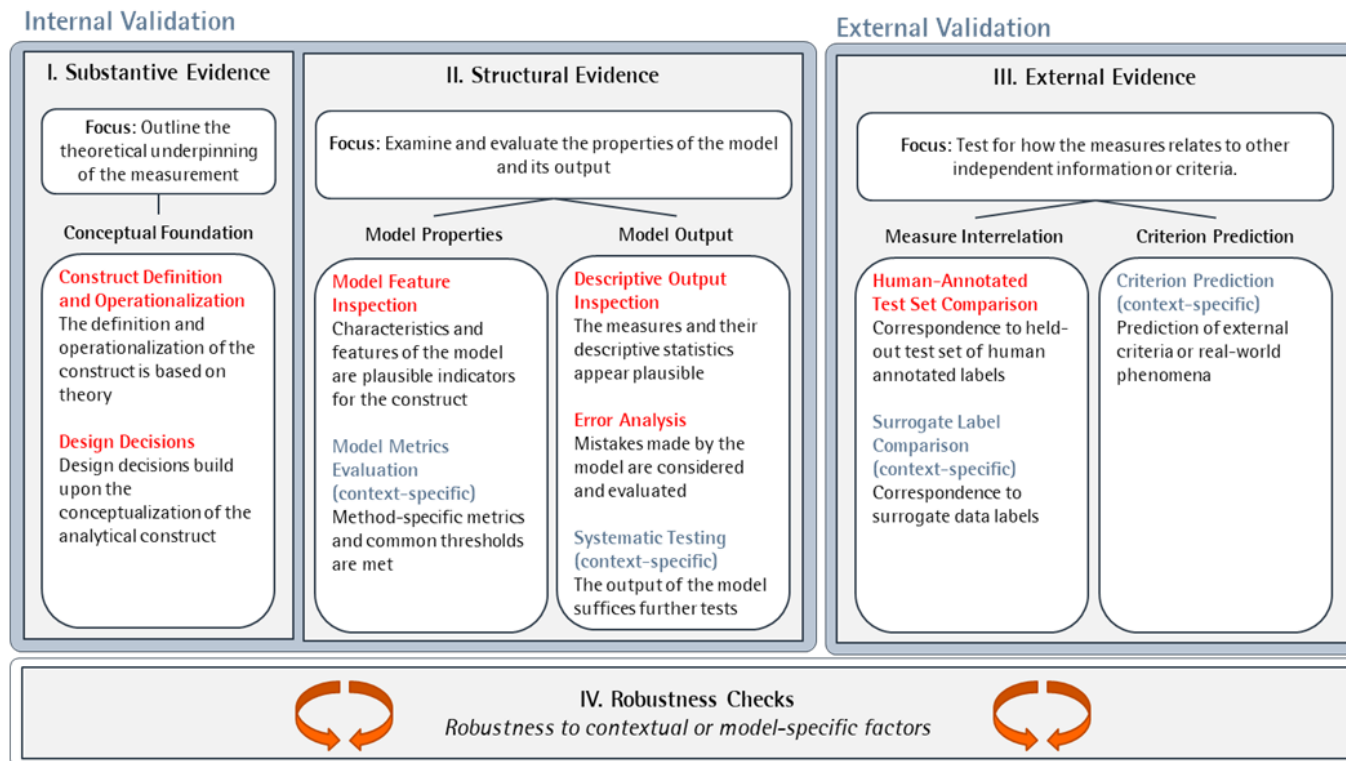 Internal Validation
I. Substantive Evidence
Focus: Outline the
theoretical underpinning
of the measurement
Conceptual Foundation
Construct Definition
and Operationalization
The definition and
operationalization of the
construct is based on
theory
Design Decisions
Design decisions build
upon the
conceptualization of the
analytical construct
II. Structural Evidence
Focus: Examine and evaluate the properties of the model
and its output
Model Properties
Model Feature
Inspection
Characteristics and
features of the model
are plausible indicators
for the construct
Model Metrics
Evaluation
(context-specific)
Method-specific metrics
and common thresholds
are met
Model Output
Descriptive Output
Inspection
The measures and their
descriptive statistics
appear plausible
Error Analysis
Mistakes made by the
model are considered
and evaluated
Systematic Testing
(context-specific)
The output of the model
suffices further tests
External Validation
III. External Evidence
Focus: Test for how the measures relates to other
independent information or criteria.
Measure Interrelation
Human-Annotated
Test Set Comparison
Correspondence to held-
out test set of human
annotated labels
Surrogate Label
Comparison
(context-specific)
Correspondence to
surrogate data labels
Criterion Prediction
Criterion Prediction
(context-specific)
Prediction of external
criteria or real-world
phenomena
IV. Robustness Checks
Robustness to contextual or model-specific factors